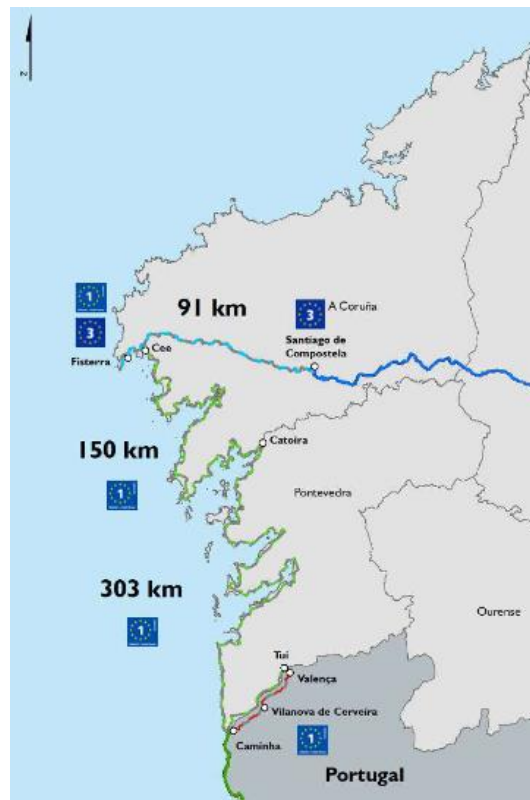 N
1
3
91 km
3
A Coruña
Santiago de
Compostela
Cee
Fisterra
150 km
1
Catoira
Pontevedra
303 km
1
Ourense
Tui
Valença
Vilanova de Cerveira
1
Caminha
Portugal